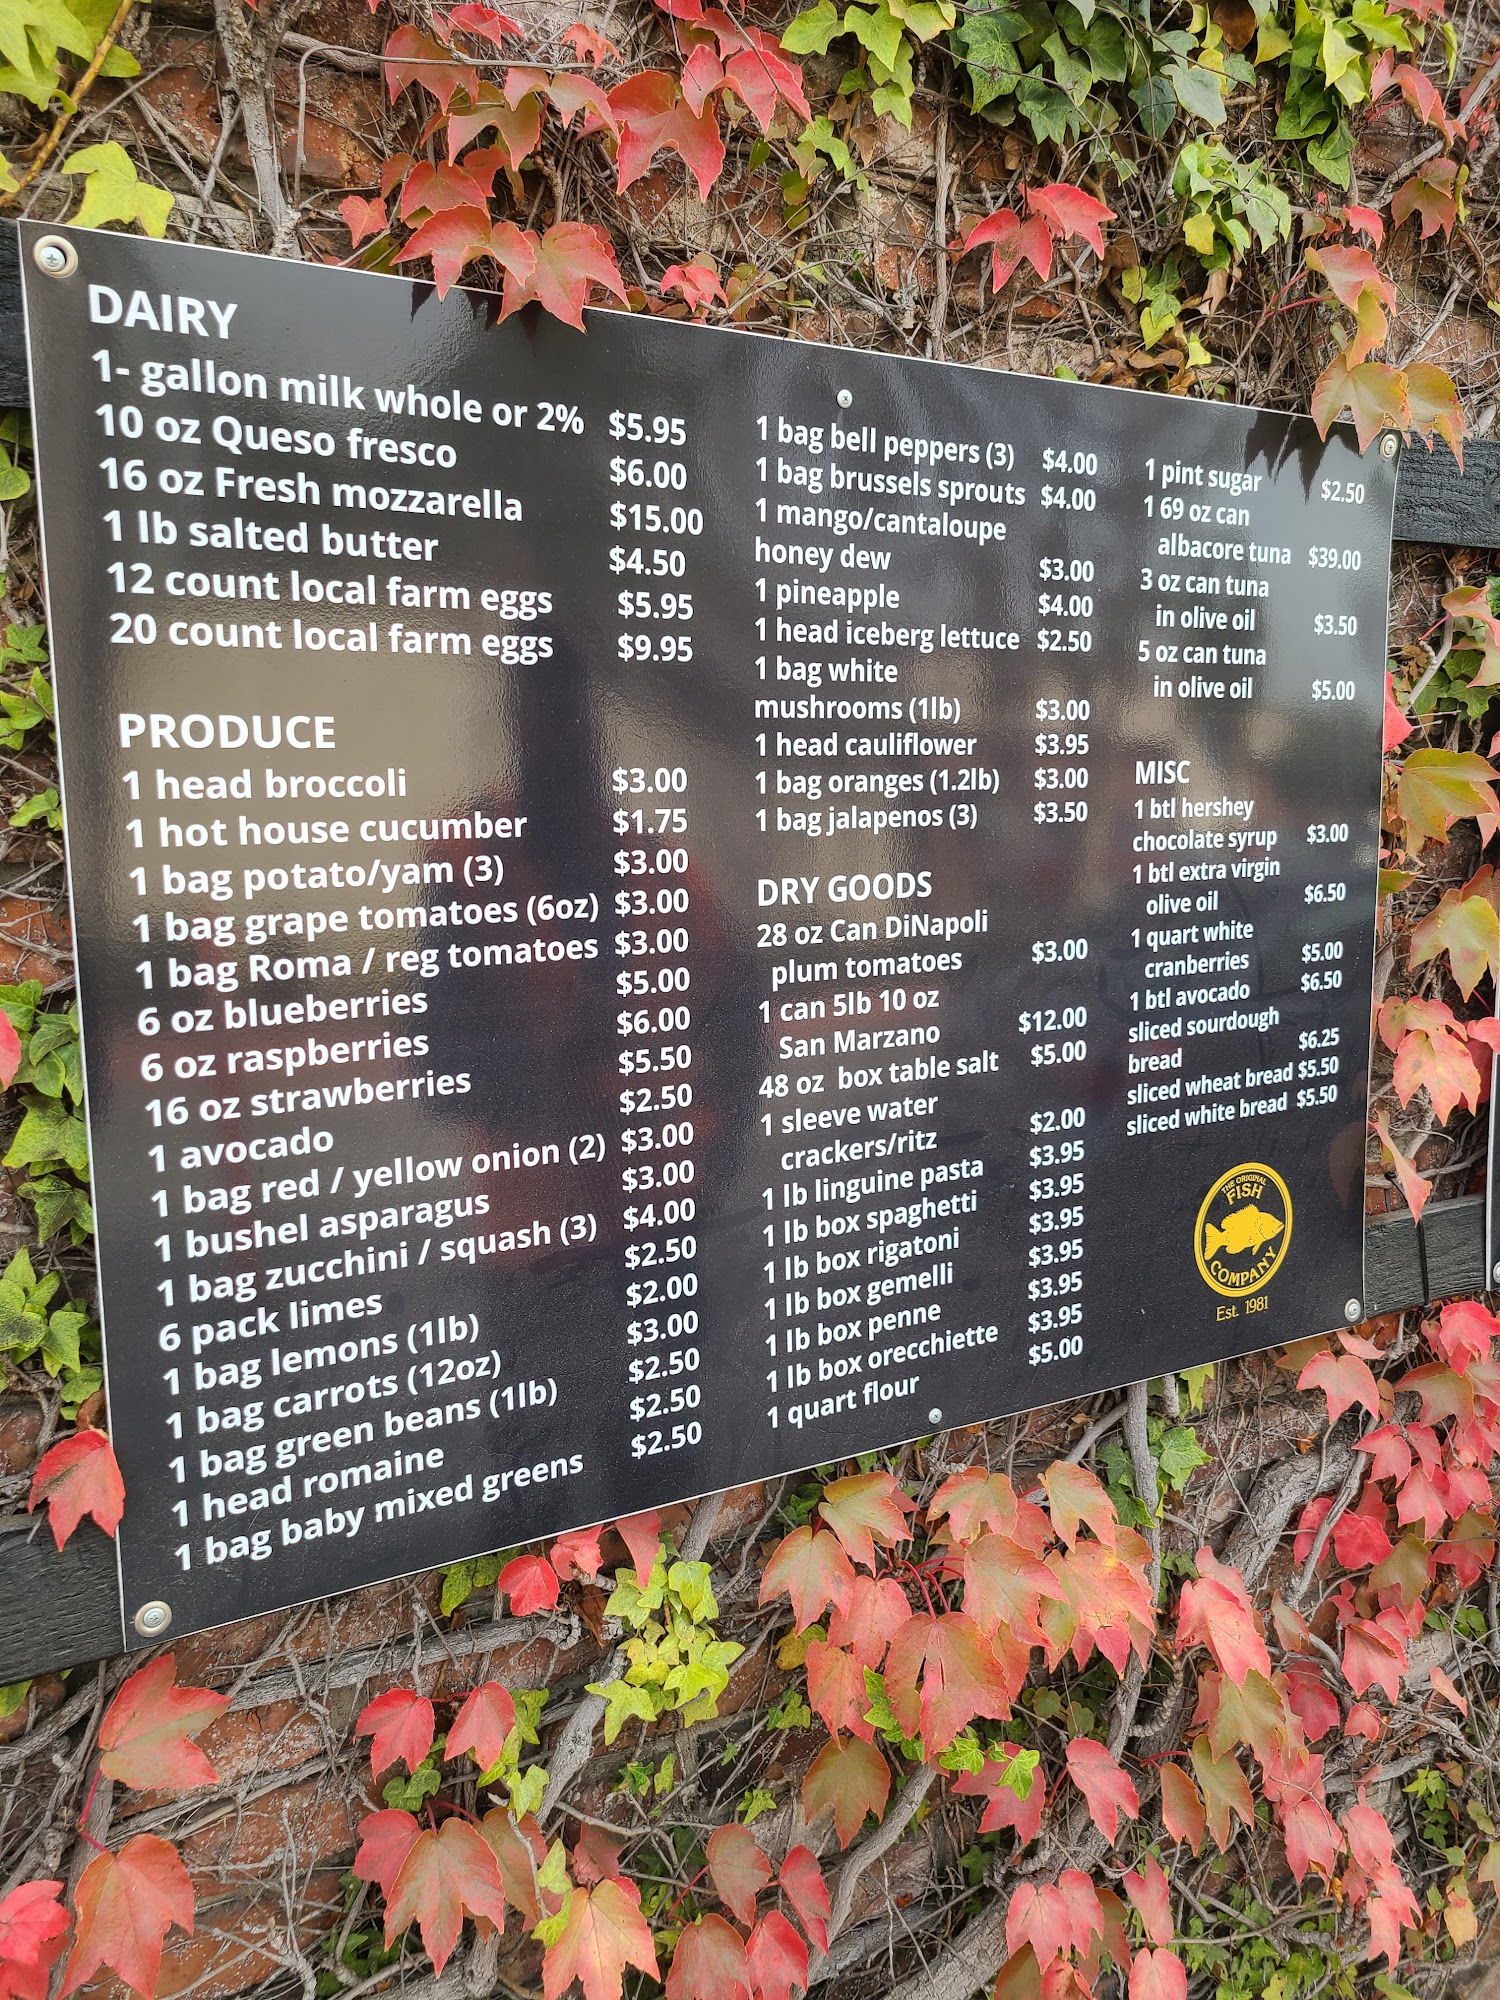 DAIRY
1- gallon milk whole or 2% $5.95
10 oz Queso fresco $6.00
16 oz Fresh mozzarella $15.00
1 lb salted butter $4.50
12 count local farm eggs $5.95
20 count local farm eggs $9.95
PRODUCE
1 head broccoli $3.00
1 hot house cucumber $1.75
1 bag potato/yam (3) $3.00
1 bag grape tomatoes (6oz) $3.00
1 bag Roma / reg tomatoes $3.00
6 oz blueberries $5.00
6 oz raspberries $6.00
16 oz strawberries $5.50
1 avocado $2.50
1 bag red / yellow onion (2) $3.00
1 bushel asparagus $3.00
1 bag zucchini / squash (3) $4.00
6 pack limes $2.50
1 bag lemons (1lb) $2.00
1 bag carrots (12oz) $3.00
1 bag green beans (1lb) $2.50
1 head romaine $2.50
1 bag baby mixed greens $2.50
1 bag bell peppers (3) $4.00
1 bag brussels sprouts $4.00
1 mango/cantaloupe
honey dew $3.00
1 pineapple $4.00
1 head iceberg lettuce $2.50
1 bag white
mushrooms (1lb) $3.00
1 head cauliflower $3.95
1 bag oranges (1.2lb) $3.00
1 bag jalapenos (3) $3.50
DRY GOODS
28 oz Can DiNapoli
plum tomatoes $3.00
1 can 5lb 10 oz
San Marzano $12.00
48 oz box table salt $5.00
1 sleeve water
crackers/ritz $2.00
1 lb linguine pasta $3.95
1 lb box spaghetti $3.95
1 lb box rigatoni $3.95
1 lb box gemelli $3.95
1 lb box penne $3.95
1 lb box orecchiette $3.95
1 quart flour $5.00
1 pint sugar $2.50
1 69 oz can
albacore tuna $39.00
3 oz can tuna
in olive oil $3.50
5 oz can tuna
in olive oil $5.00
MISC
1 btl hershey
chocolate syrup $3.00
1 btl extra virgin
olive oil $6.50
1 quart white
cranberries $5.00
1 btl avocado $6.50
sliced sourdough
bread $6.25
sliced wheat bread $5.50
sliced white bread $5.50
THE ORIGINAL
FISH
COMPANY
Est. 1981